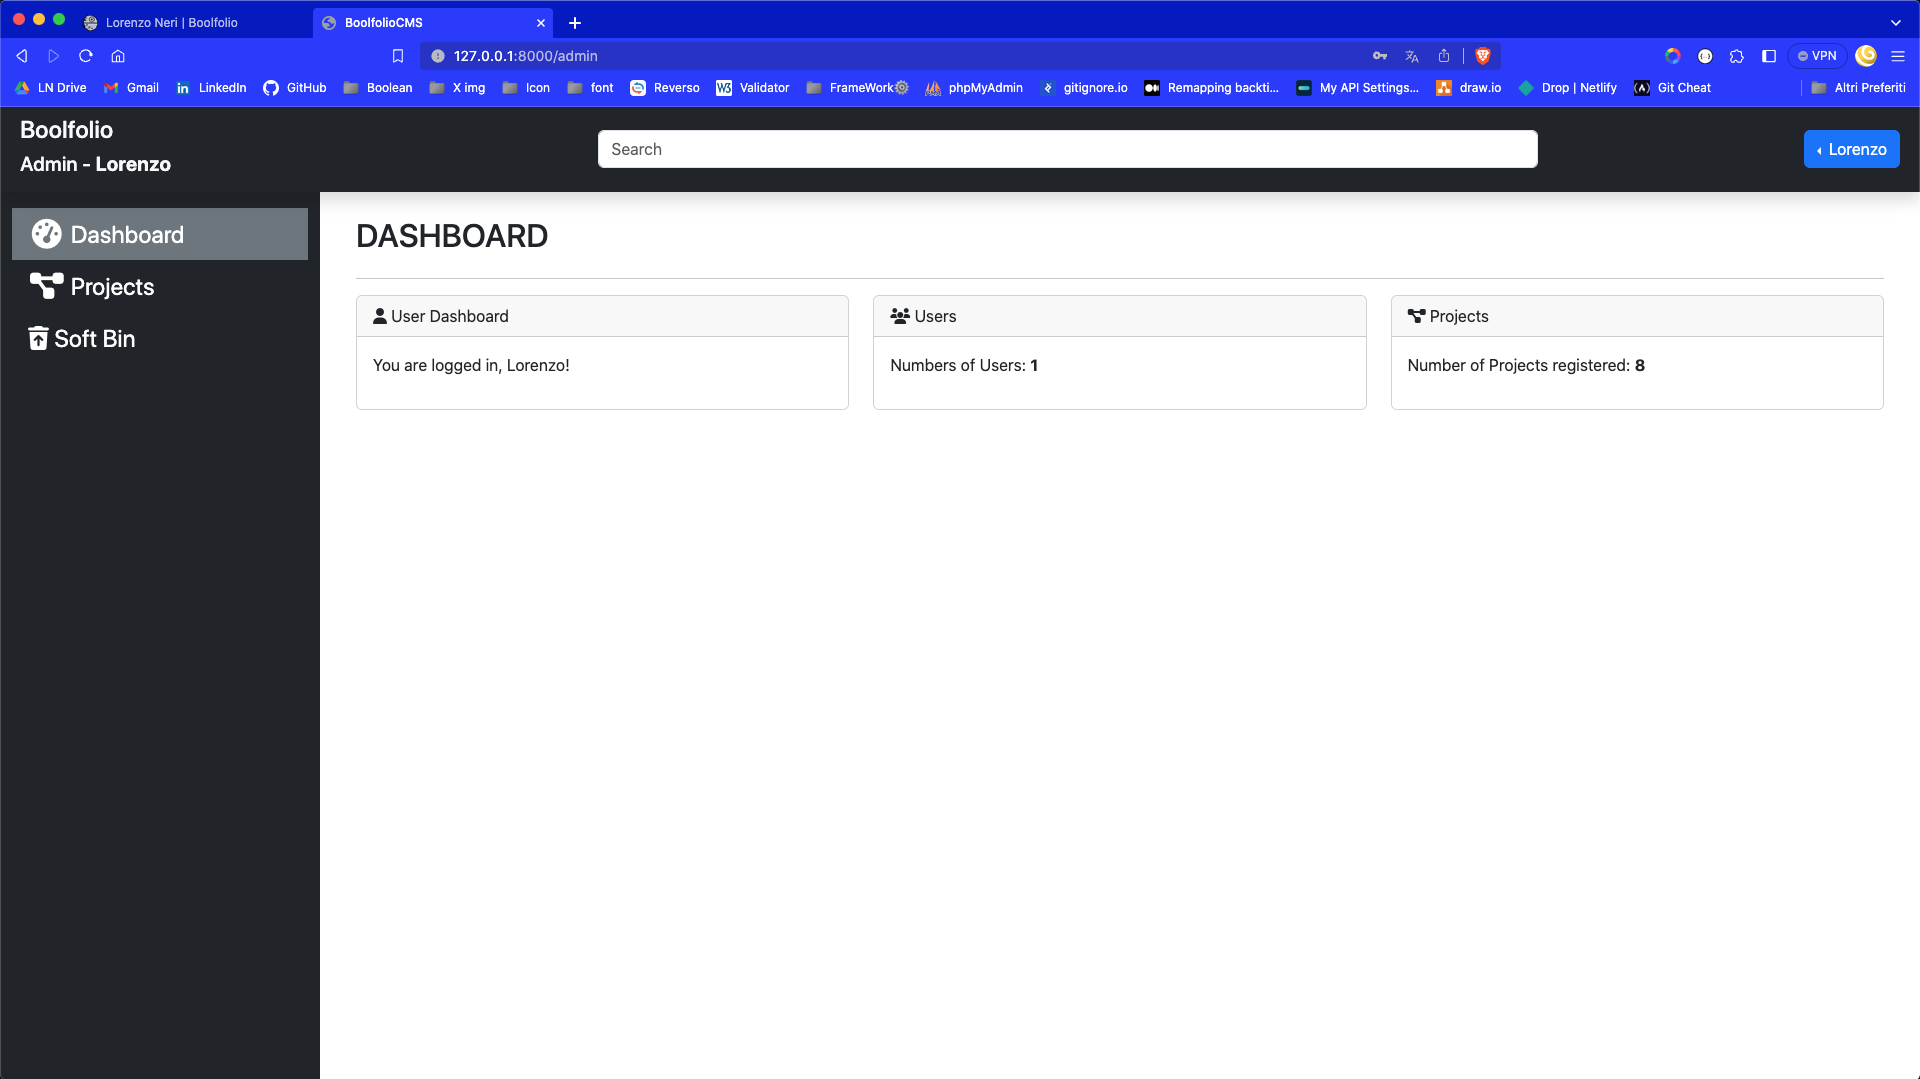 Lorenzo Neri | Boolfolio
BoolfolioCMS
127.0.0.1:8000/admin
VPN
LN Drive Gmail LinkedIn GitHub Boolean X img Icon font Reverso Validator FrameWork phpMyAdmin gitignore.io Remapping backti... My API Settings... draw.io Drop | Netlify Git Cheat Altri Preferiti
Boolfolio
Admin - Lorenzo
Search
Lorenzo
Dashboard
Projects
Soft Bin
DASHBOARD
User Dashboard
You are logged in, Lorenzo!
Users
Numbers of Users: 1
Projects
Number of Projects registered: 8